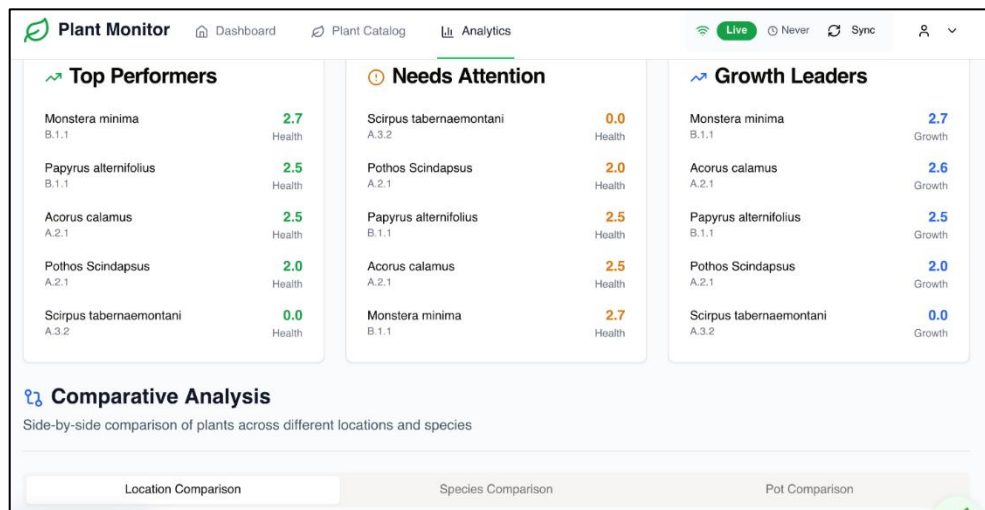 Plant Monitor Dashboard Plant Catalog Analytics Live Never Sync
Top Performers
Monstera minima 2.7
B.1.1 Health
Papyrus alternifolius 2.5
B.1.1 Health
Acorus calamus 2.5
A.2.1 Health
Pothos Scindapsus 2.0
A.2.1 Health
Scirpus tabernaemontani 0.0
A.3.2 Health
Needs Attention
Scirpus tabernaemontani 0.0
A.3.2 Health
Pothos Scindapsus 2.0
A.2.1 Health
Papyrus alternifolius 2.5
B.1.1 Health
Acorus calamus 2.5
A.2.1 Health
Monstera minima 2.7
B.1.1 Health
Growth Leaders
Monstera minima 2.7
B.1.1 Growth
Acorus calamus 2.6
A.2.1 Growth
Papyrus alternifolius 2.5
B.1.1 Growth
Pothos Scindapsus 2.0
A.2.1 Growth
Scirpus tabernaemontani 0.0
A.3.2 Growth
Comparative Analysis
Side-by-side comparison of plants across different locations and species
Location Comparison Species Comparison Pot Comparison